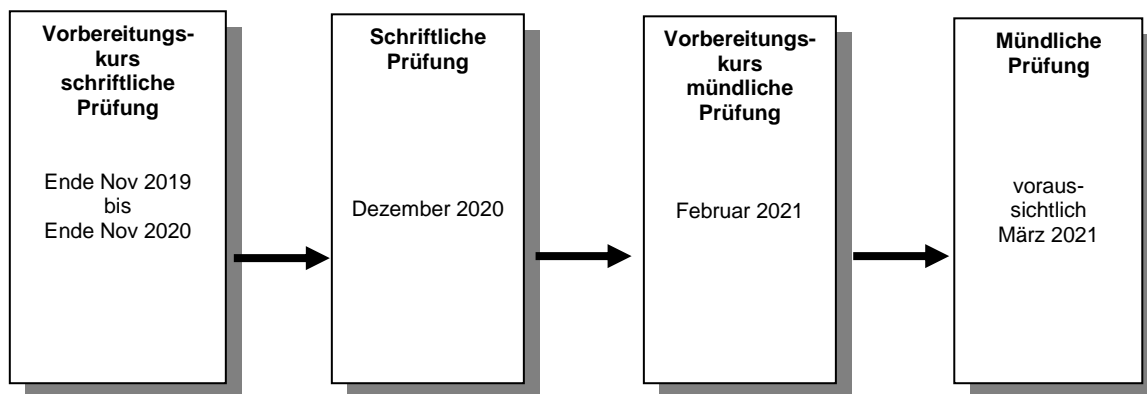 Vorbereitungs-
kurs
schriftliche
Prüfung
Ende Nov 2019
bis
Ende Nov 2020
Schriftliche
Prüfung
Dezember 2020
Vorbereitungs-
kurs
mündliche
Prüfung
Februar 2021
Mündliche
Prüfung
voraus-
sichtlich
März 2021